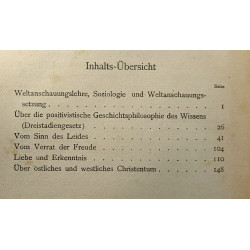 Inhalts-Übersicht
Seite
Weltanschauungslehre, Soziologie und Weltanschauungs-
setzung . . . . . . . . . . . . . . . 1
Über die positivistische Geschichtsphilosophie des Wissens
(Dreistadiengesetz) . . . . . . . . . . . 26
Vom Sinn des Leides . . . . . . . . . . . 41
Vom Verrat der Freude . . . . . . . . . . 104
Liebe und Erkenntnis . . . . . . . . . . . 110
Über östliches und westliches Christentum . . . . 148